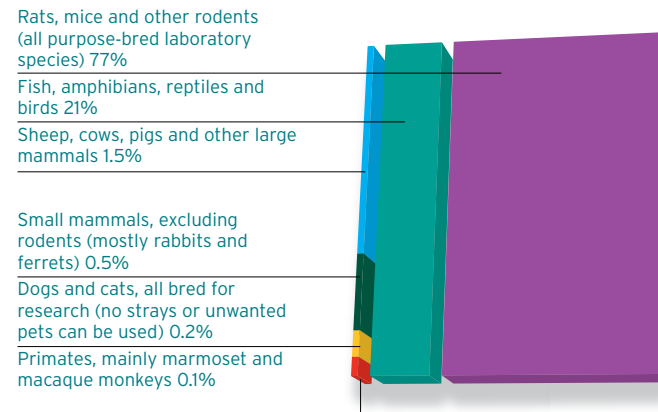 Rats, mice and other rodents
(all purpose-bred laboratory
species) 77%
Fish, amphibians, reptiles and
birds 21%
Sheep, cows, pigs and other large
mammals 1.5%
Small mammals, excluding
rodents (mostly rabbits and
ferrets) 0.5%
Dogs and cats, all bred for
research (no strays or unwanted
pets can be used) 0.2%
Primates, mainly marmoset and
macaque monkeys 0.1%